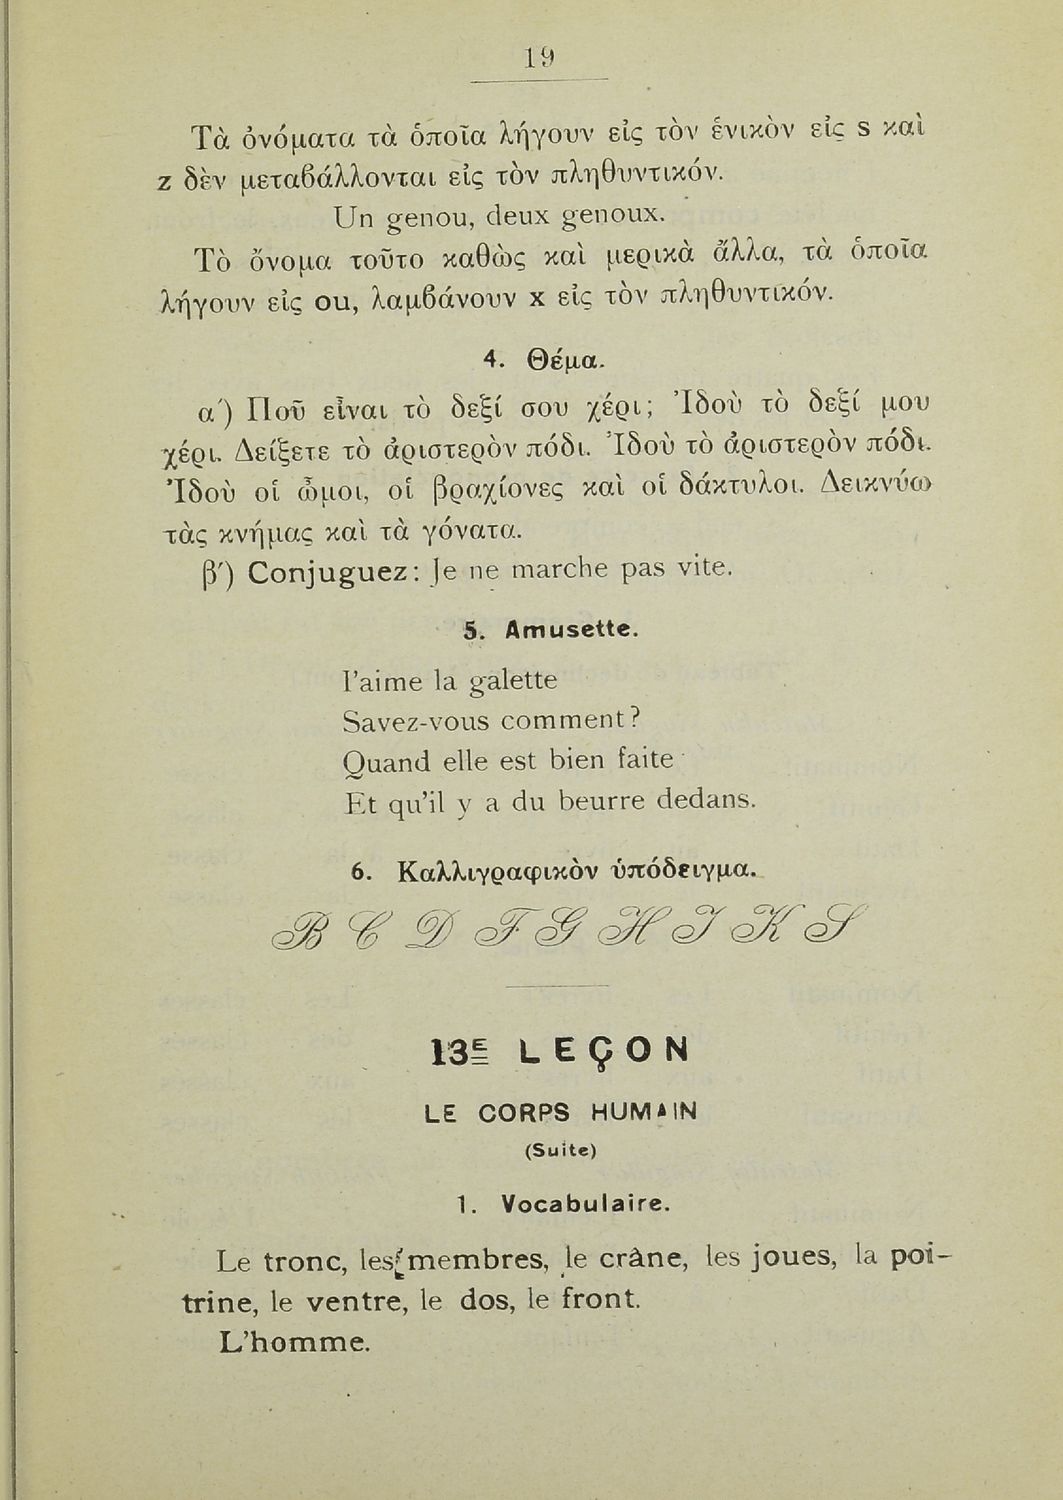 19
Τὰ ὀνόματα τὰ ὁποῖα λήγουν εἰς τὸν ἑνικὸν εἰς s καὶ
z δὲν μεταβάλλονται εἰς τὸν πληθυντικόν.
Un genou, deux genoux.
Τὸ ὄνομα τοῦτο καθὼς καὶ μερικὰ ἄλλα, τὰ ὁποῖα
λήγουν εἰς ou, λαμβάνουν x εἰς τὸν πληθυντικόν.
4. Θέμα.
α΄) Ποῦ εἶναι τὸ δεξί σου χέρι; Ἰδοὺ τὸ δεξί μου
χέρι. Δείξετε τὸ ἀριστερὸν πόδι. Ἰδοὺ τὸ ἀριστερὸν πόδι.
Ἰδοὺ οἱ ὦμοι, οἱ βραχίονες καὶ οἱ δάκτυλοι. Δεικνύω
τὰς κνήμας καὶ τὰ γόνατα.
β΄) Conjuguez: Je ne marche pas vite.
5. Amusette.
I’aime la galette
Savez-vous comment?
Quand elle est bien faite
Et qu’il y a du beurre dedans.
6. Καλλιγραφικὸν ὑπόδειγμα.
B C D F G H I K S
13E LEÇON
LE CORPS HUMAIN
(Suite)
1. Vocabulaire.
Le tronc, les membres, le crâne, les joues, la poi-
trine, le ventre, le dos, le front.
L’homme.